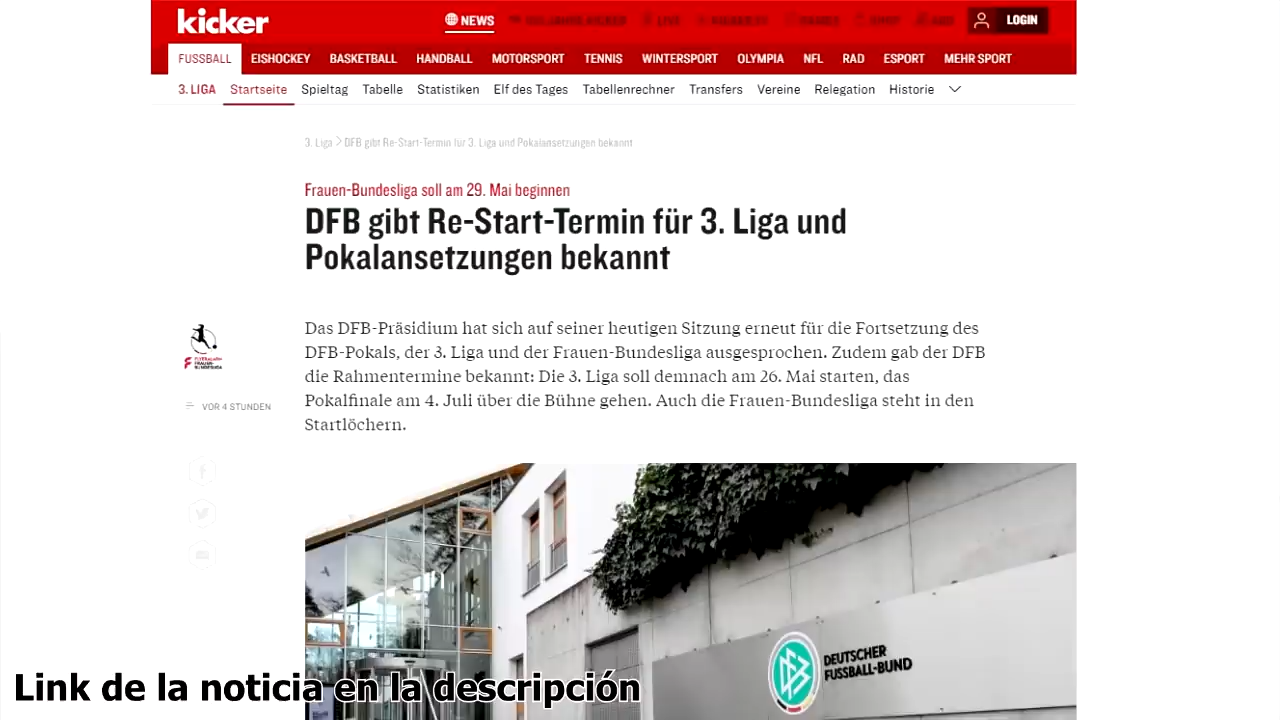 kicker
NEWS
LOGIN
FUSSBALL EISHOCKEY BASKETBALL HANDBALL MOTORSPORT TENNIS WINTERSPORT OLYMPIA NFL RAD ESPORT MEHR SPORT
3. LIGA Startseite Spieltag Tabelle Statistiken Elf des Tages Tabellenrechner Transfers Vereine Relegation Historie
3. Liga > DFB gibt Re-Start-Termin für 3. Liga und Pokalansetzungen bekannt
Frauen-Bundesliga soll am 29. Mai beginnen
DFB gibt Re-Start-Termin für 3. Liga und
Pokalansetzungen bekannt
Das DFB-Präsidium hat sich auf seiner heutigen Sitzung erneut für die Fortsetzung des
DFB-Pokals, der 3. Liga und der Frauen-Bundesliga ausgesprochen. Zudem gab der DFB
die Rahmentermine bekannt: Die 3. Liga soll demnach am 26. Mai starten, das
Pokalfinale am 4. Juli über die Bühne gehen. Auch die Frauen-Bundesliga steht in den
Startlöchern.
VOR 4 STUNDEN
DFB
DEUTSCHER
FUSSBALL-BUND
Link de la noticia en la descripción